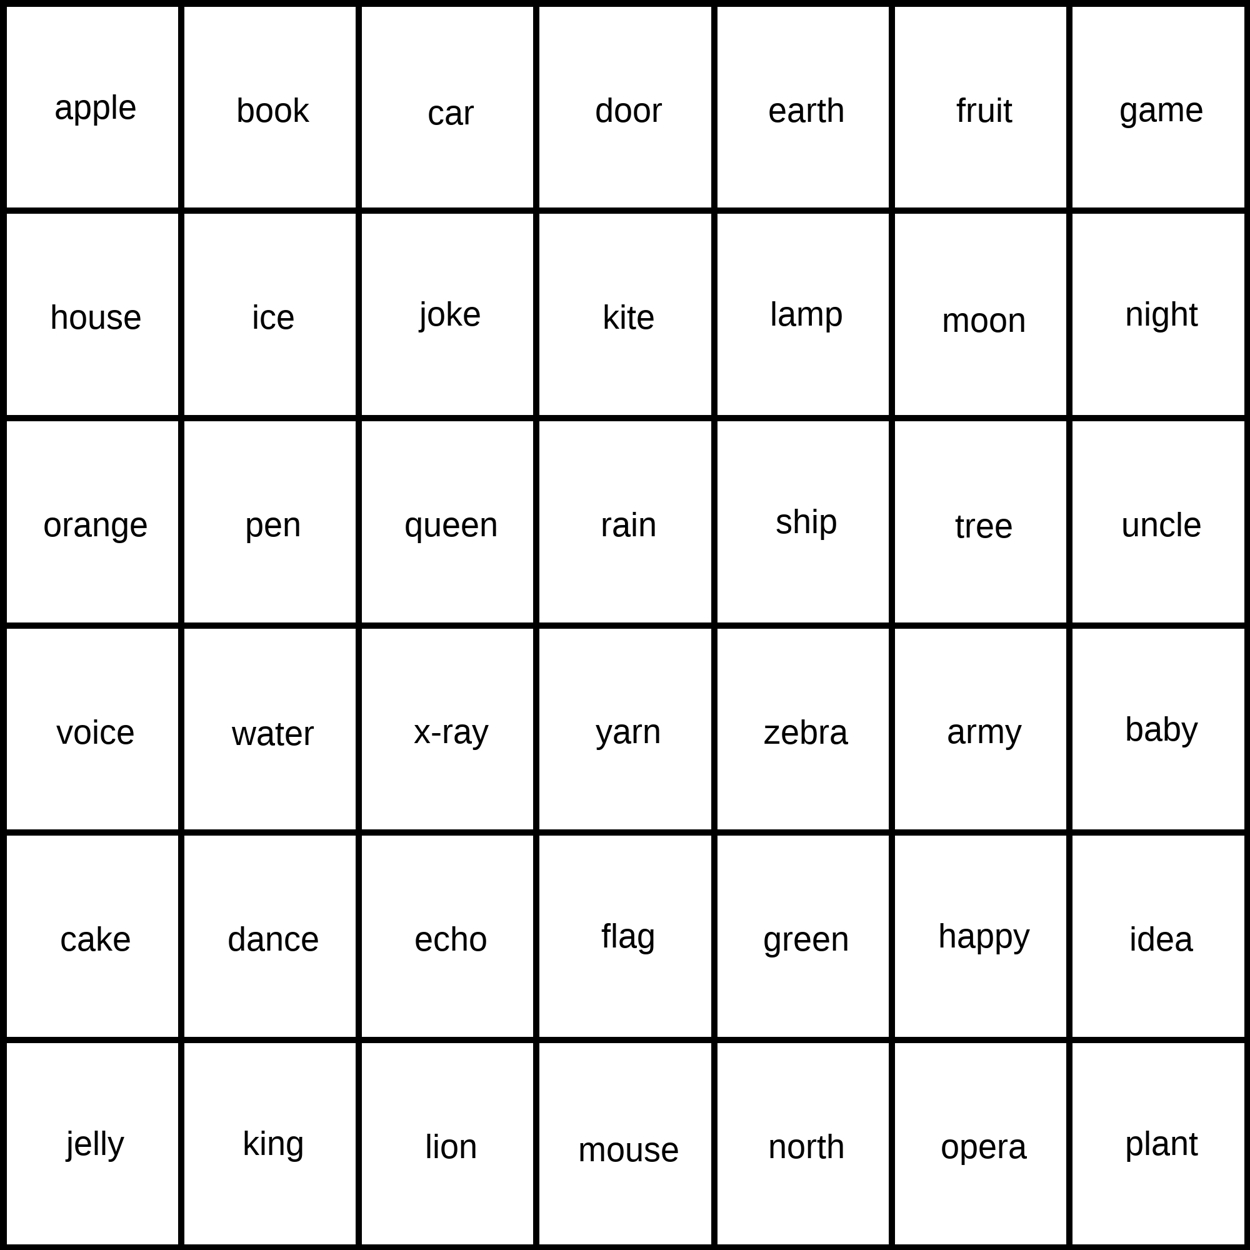 apple book car door earth fruit game
house ice joke kite lamp moon night
orange pen queen rain ship tree uncle
voice water x-ray yarn zebra army baby
cake dance echo flag green happy idea
jelly king lion mouse north opera plant